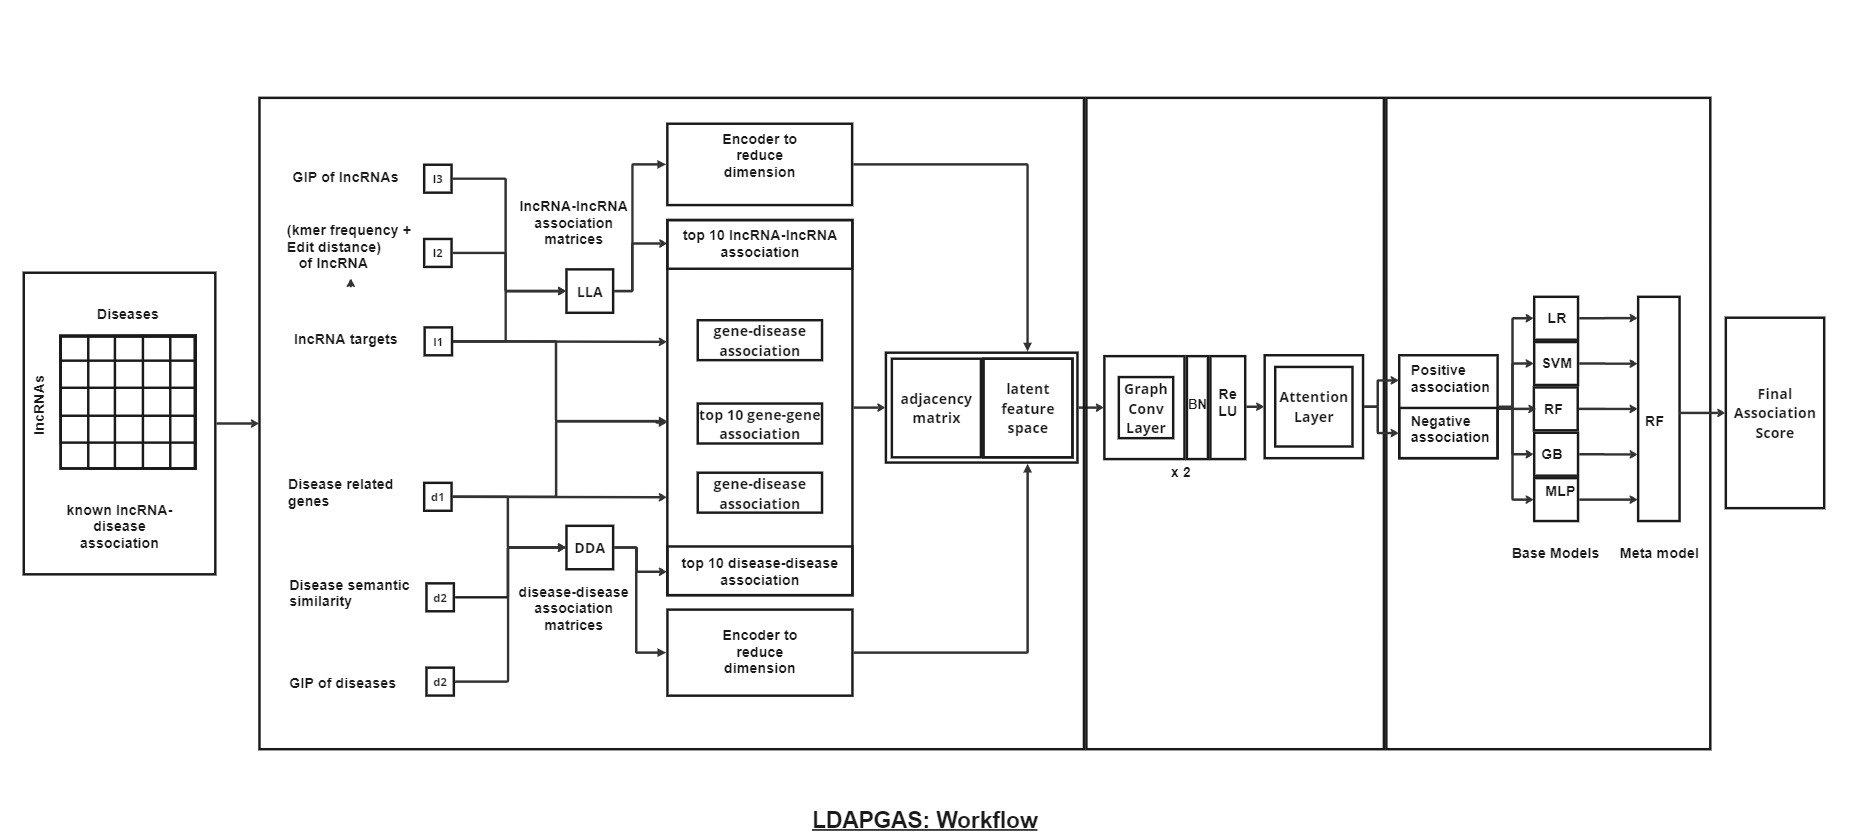 Diseases
lncRNAs
known lncRNA-
disease
association
GIP of lncRNAs
l3
(kmer frequency +
Edit distance)
of lncRNA
l2
lncRNA targets
l1
Disease related
genes
d1
Disease semantic
similarity
d2
GIP of diseases
d2
lncRNA-lncRNA
association
matrices
LLA
DDA
disease-disease
association
matrices
Encoder to
reduce
dimension
top 10 lncRNA-lncRNA
association
gene-disease
association
top 10 gene-gene
association
gene-disease
association
top 10 disease-disease
association
Encoder to
reduce
dimension
adjacency
matrix
latent
feature
space
Graph
Conv
Layer
BN
Re
LU
x 2
Attention
Layer
Positive
association
Negative
association
LR
SVM
RF
GB
MLP
Base Models
RF
Meta model
Final
Association
Score
LDAPGAS: Workflow